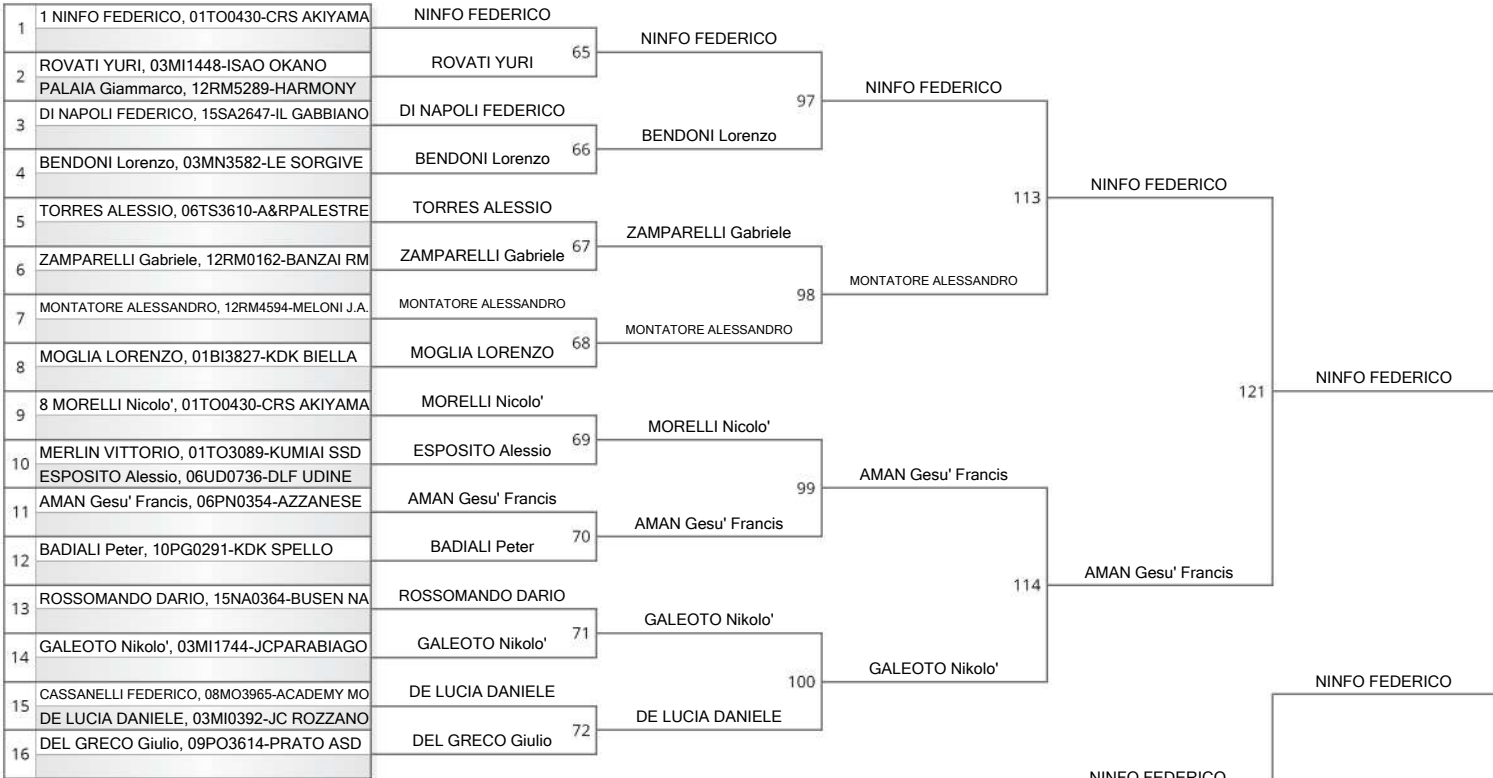 1 1 NINFO FEDERICO, 01TO0430-CRS AKIYAMA
2 ROVATI YURI, 03MI1448-ISAO OKANO
PALAIA Giammarco, 12RM5289-HARMONY
3 DI NAPOLI FEDERICO, 15SA2647-IL GABBIANO
4 BENDONI Lorenzo, 03MN3582-LE SORGIVE
5 TORRES ALESSIO, 06TS3610-A&RPALESTRE
6 ZAMPARELLI Gabriele, 12RM0162-BANZAI RM
7 MONTATORE ALESSANDRO, 12RM4594-MELONI J.A.
8 MOGLIA LORENZO, 01BI3827-KDK BIELLA
9 8 MORELLI Nicolo', 01TO0430-CRS AKIYAMA
10 MERLIN VITTORIO, 01TO3089-KUMIAI SSD
ESPOSITO Alessio, 06UD0736-DLF UDINE
11 AMAN Gesu' Francis, 06PN0354-AZZANESE
12 BADIALI Peter, 10PG0291-KDK SPELLO
13 ROSSOMANDO DARIO, 15NA0364-BUSEN NA
14 GALEOTO Nikolo', 03MI1744-JCPARABIAGO
15 CASSANELLI FEDERICO, 08MO3965-ACADEMY MO
DE LUCIA DANIELE, 03MI0392-JC ROZZANO
16 DEL GRECO Giulio, 09PO3614-PRATO ASD
NINFO FEDERICO
65
ROVATI YURI
DI NAPOLI FEDERICO
66
BENDONI Lorenzo
TORRES ALESSIO
67
ZAMPARELLI Gabriele
MONTATORE ALESSANDRO
68
MOGLIA LORENZO
MORELLI Nicolo'
69
ESPOSITO Alessio
AMAN Gesu' Francis
70
BADIALI Peter
ROSSOMANDO DARIO
71
GALEOTO Nikolo'
DE LUCIA DANIELE
72
DEL GRECO Giulio
NINFO FEDERICO
97
BENDONI Lorenzo
ZAMPARELLI Gabriele
98
MONTATORE ALESSANDRO
MORELLI Nicolo'
99
AMAN Gesu' Francis
GALEOTO Nikolo'
100
DE LUCIA DANIELE
NINFO FEDERICO
113
MONTATORE ALESSANDRO
AMAN Gesu' Francis
114
GALEOTO Nikolo'
NINFO FEDERICO
121
AMAN Gesu' Francis
NINFO FEDERICO
NINFO FEDERICO
NINFO FEDERICO